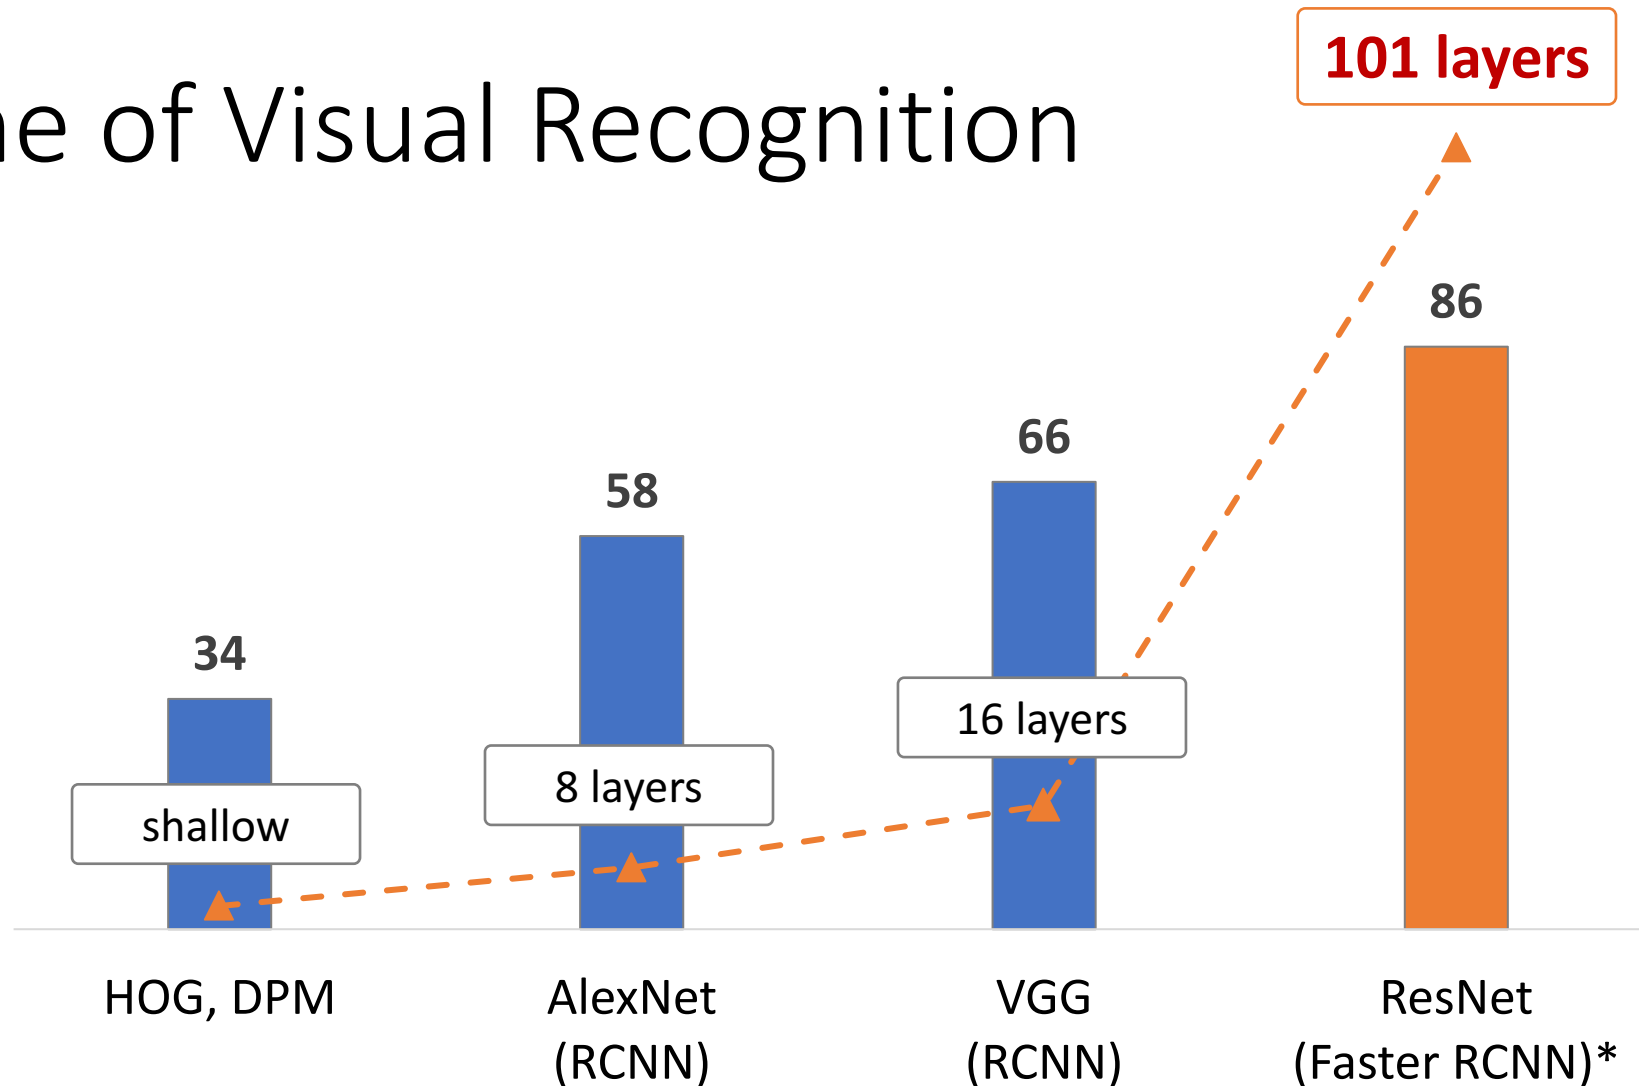 101 layers
ne of Visual Recognition
86
66
58
34
16 layers
8 layers
shallow
HOG, DPM
AlexNet
(RCNN)
VGG
(RCNN)
ResNet
(Faster RCNN)*